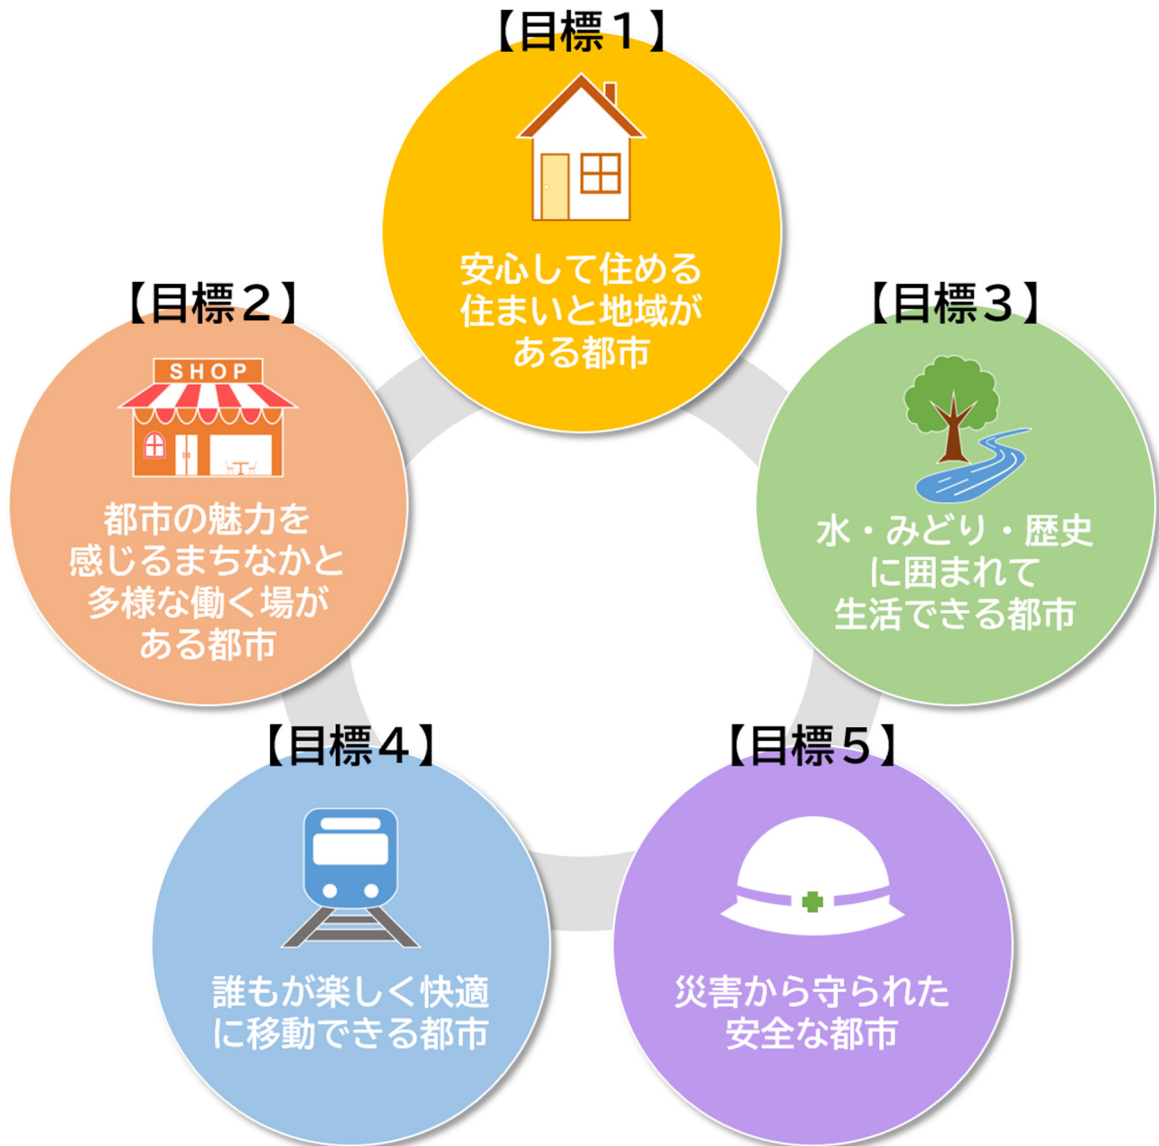 【目標１】
安心して住める
住まいと地域が
ある都市
【目標２】
SHOP
都市の魅力を
感じるまちなかと
多様な働く場が
ある都市
【目標３】
水・みどり・歴史
に囲まれて
生活できる都市
【目標４】
誰もが楽しく快適
に移動できる都市
【目標５】
災害から守られた
安全な都市